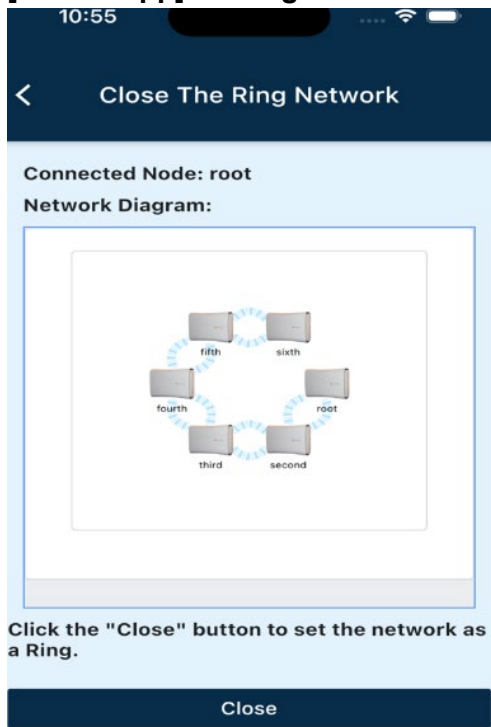 10:55
Close The Ring Network
Connected Node: root
Network Diagram:
fifth sixth
fourth root
third second
Click the "Close" button to set the network as
a Ring.
Close